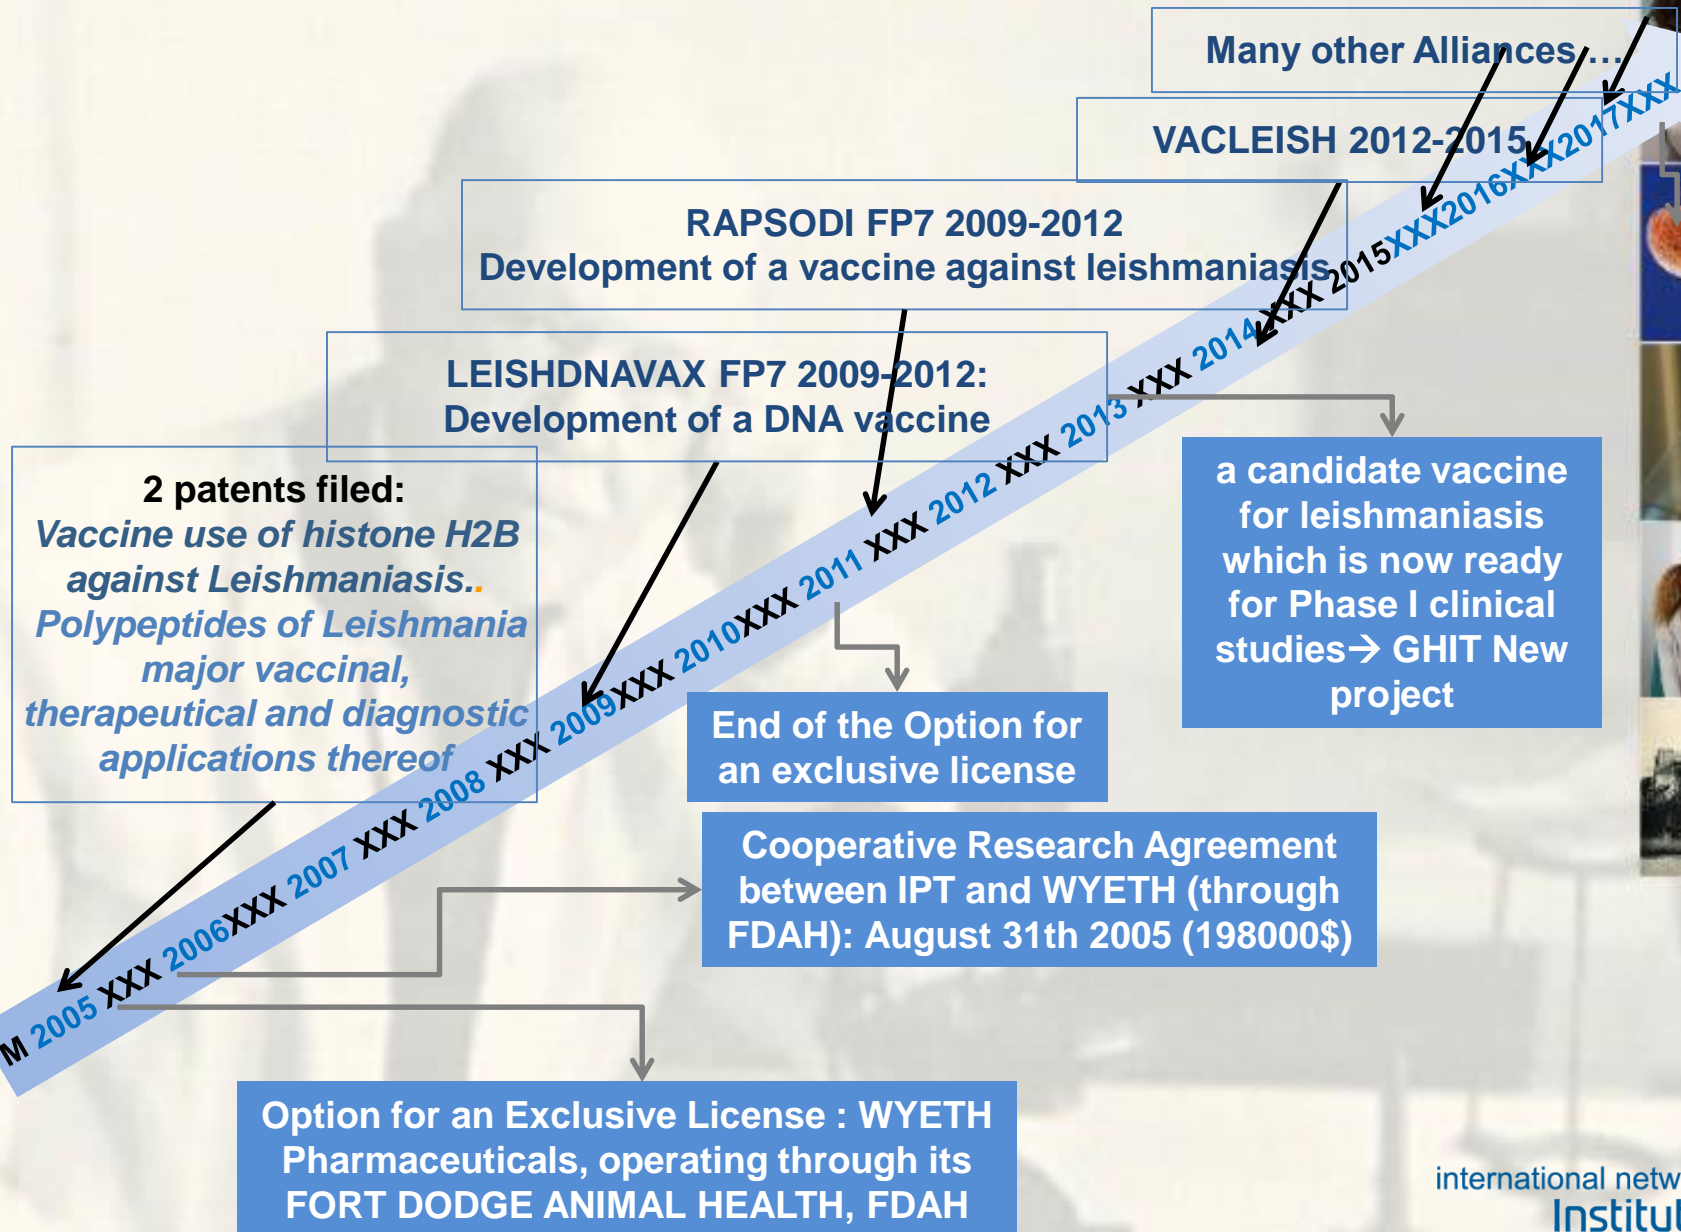 Many other Alliances ...
VACLEISH 2012-2015
RAPSODI FP7 2009-2012
Development of a vaccine against leishmaniasis
LEISHDNAVAX FP7 2009-2012:
Development of a DNA vaccine
2 patents filed:
Vaccine use of histone H2B
against Leishmaniasis..
Polypeptides of Leishmania
major vaccinal,
therapeutical and diagnostic
applications thereof
M 2005 XXX 2006XXX 2007 XXX 2008 XXX 2009XXX 2010XXX 2011 XXX 2012 XXX 2013 XXX 2014 XXX 2015XXX2016XXX2017XXX
a candidate vaccine
for leishmaniasis
which is now ready
for Phase I clinical
studies→ GHIT New
project
End of the Option for
an exclusive license
Cooperative Research Agreement
between IPT and WYETH (through
FDAH): August 31th 2005 (198000$)
Option for an Exclusive License : WYETH
Pharmaceuticals, operating through its
FORT DODGE ANIMAL HEALTH, FDAH
international netw
Institut